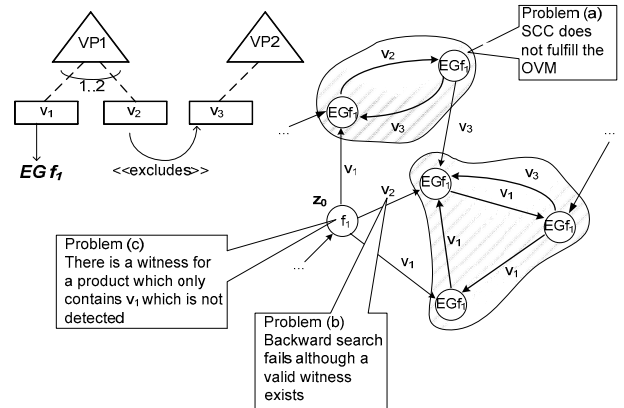 VP1
VP2
1..2
v₁
v₂
v₃
EG f₁
<<excludes>>
Problem (a)
SCC does
not fulfill the
OVM
v₂
EGf₁
EGf₁
v₃
v₃
...
...
v₁
v₂
EGf₁
v₃
v₁
EGf₁
z₀
f₁
v₁
v₁
v₁
EGf₁
...
Problem (c)
There is a witness for
a product which only
contains v₁ which is not
detected
Problem (b)
Backward search
fails although a
valid witness
exists